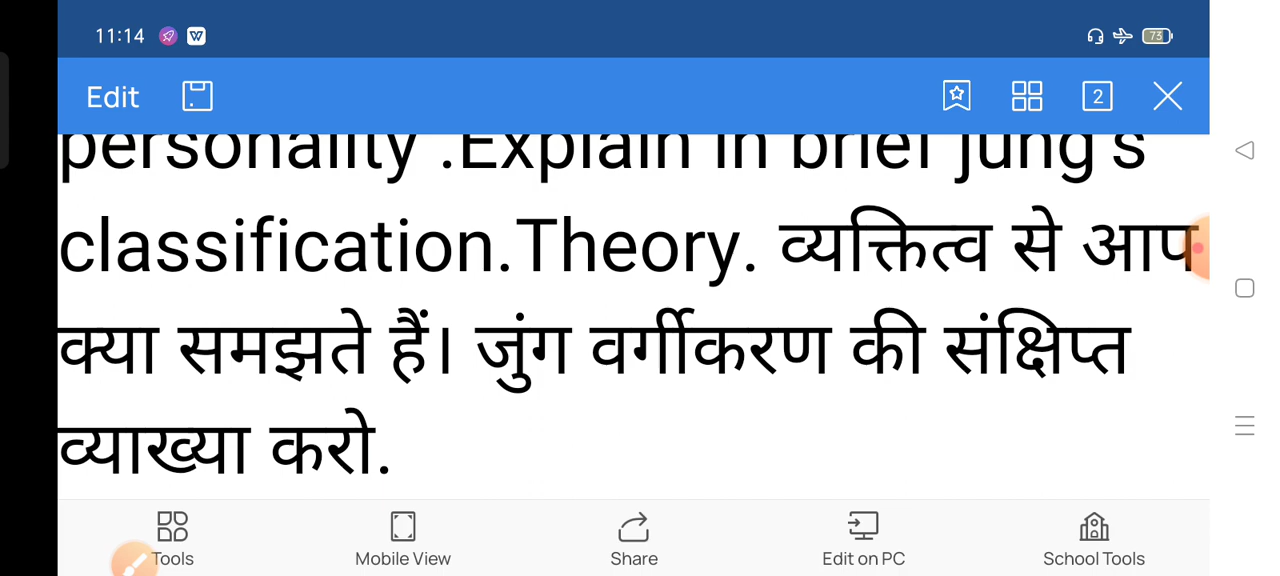 11:14
73
Edit
2
personality .Explain in brief jung's
classification.Theory. व्यक्तित्व से आप
क्या समझते हैं। जुंग वर्गीकरण की संक्षिप्त
व्याख्या करो.
Tools
Mobile View
Share
Edit on PC
School Tools